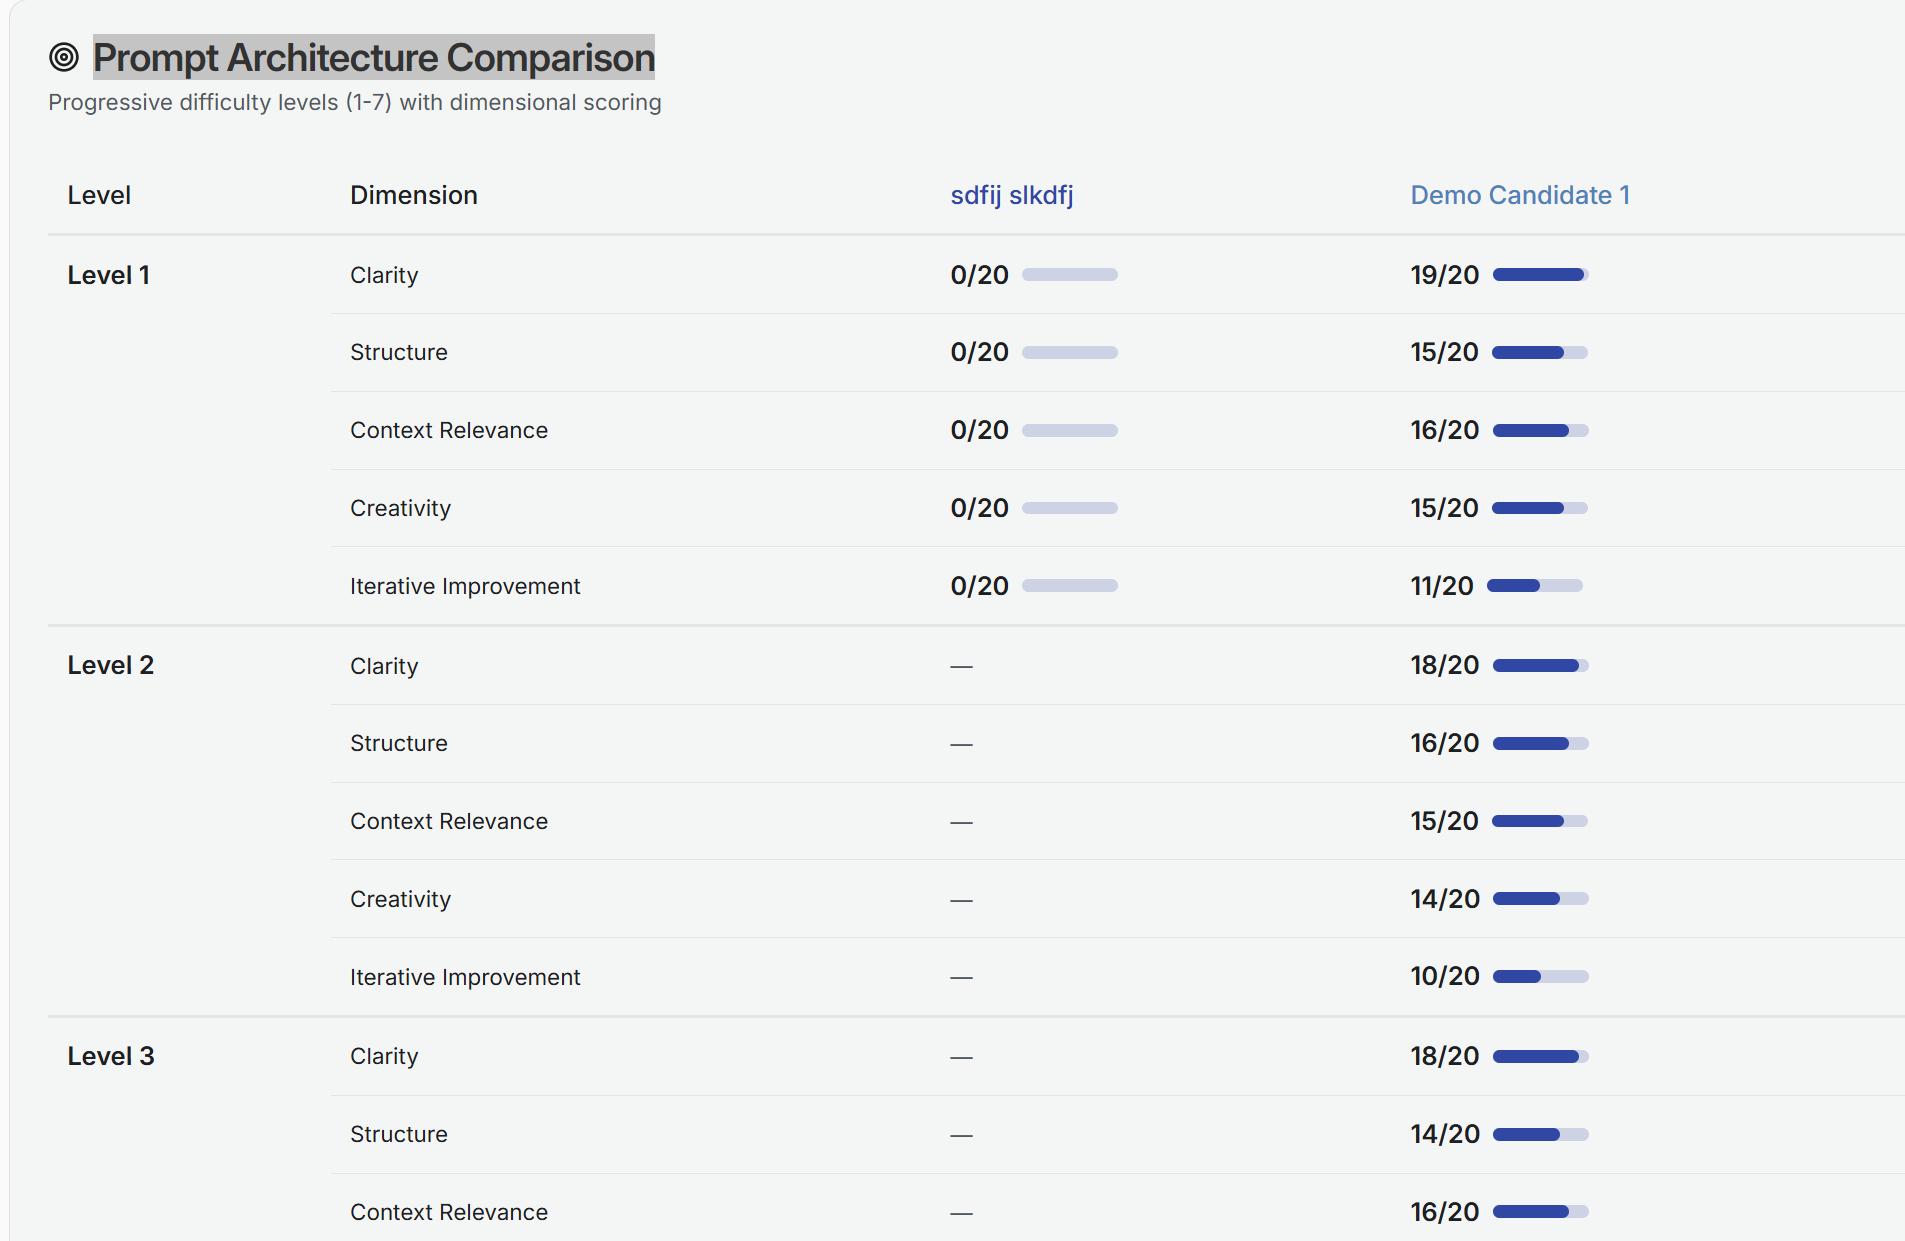 Prompt Architecture Comparison
Progressive difficulty levels (1-7) with dimensional scoring
Level Dimension sdfij slkdfj Demo Candidate 1
Level 1 Clarity 0/20 19/20
Structure 0/20 15/20
Context Relevance 0/20 16/20
Creativity 0/20 15/20
Iterative Improvement 0/20 11/20
Level 2 Clarity — 18/20
Structure — 16/20
Context Relevance — 15/20
Creativity — 14/20
Iterative Improvement — 10/20
Level 3 Clarity — 18/20
Structure — 14/20
Context Relevance — 16/20